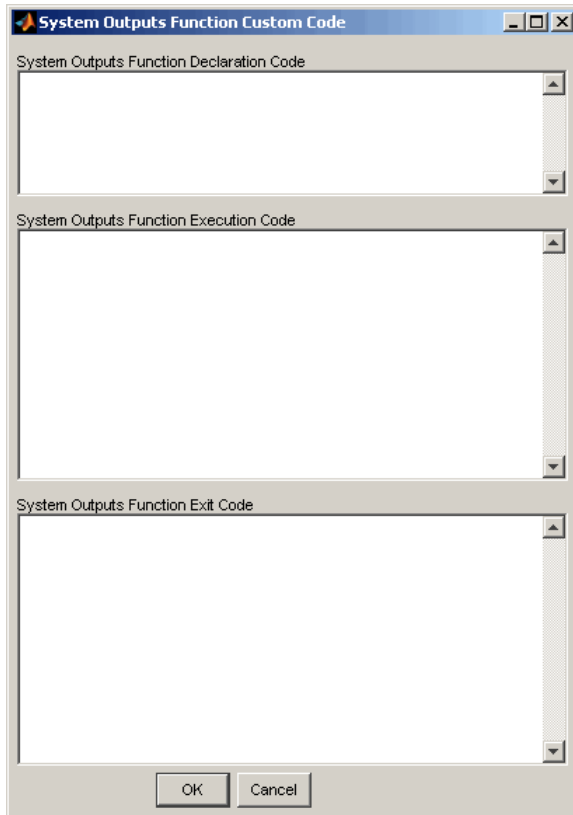 System Outputs Function Custom Code
System Outputs Function Declaration Code
System Outputs Function Execution Code
System Outputs Function Exit Code
OK Cancel